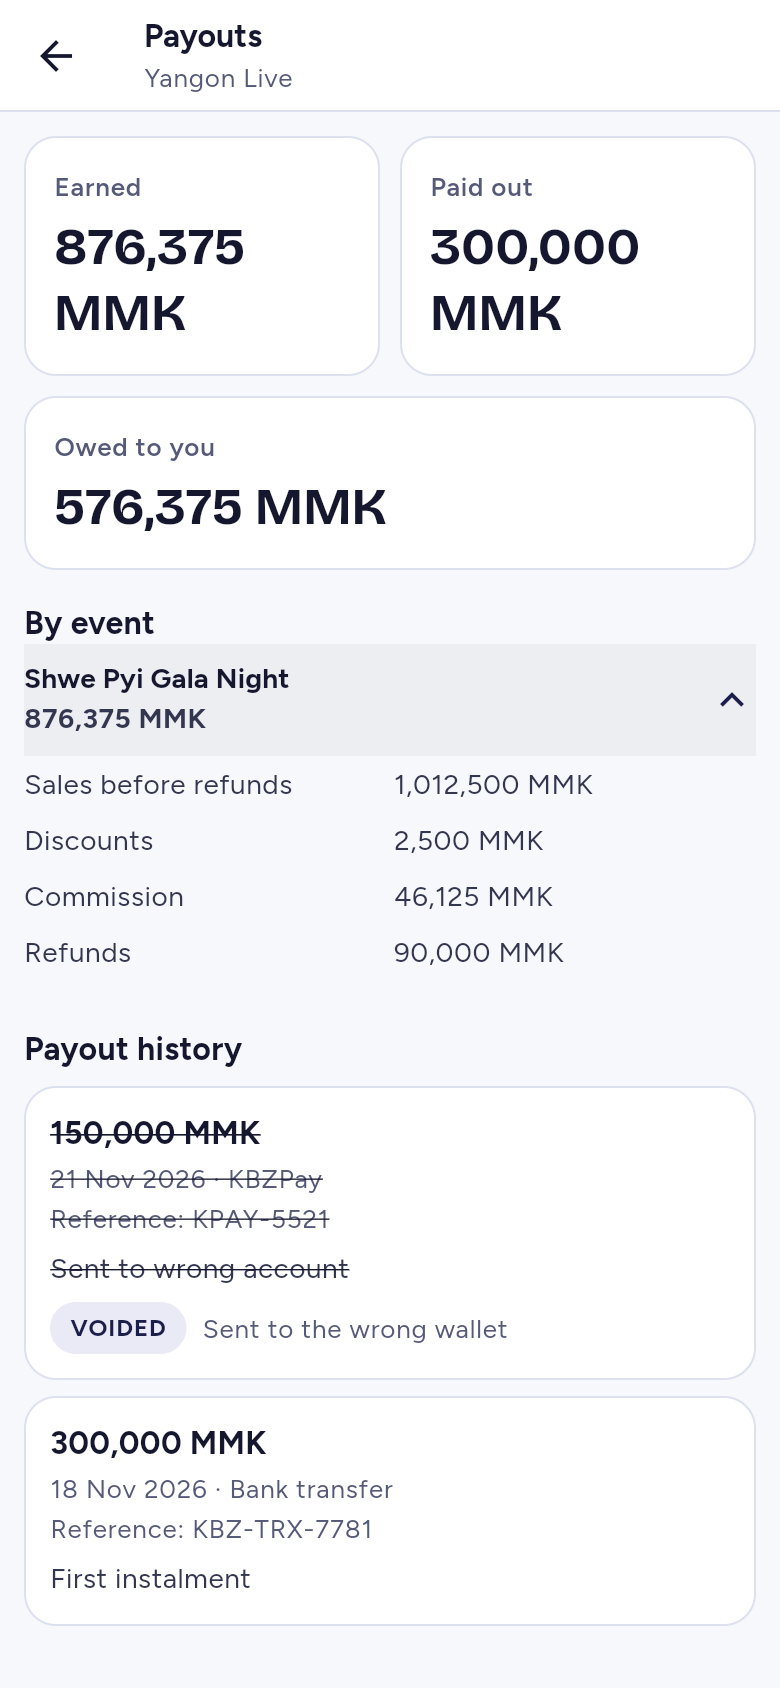 Payouts
Yangon Live
Earned
876,375
MMK
Paid out
300,000
MMK
Owed to you
576,375 MMK
By event
Shwe Pyi Gala Night
876,375 MMK
Sales before refunds 1,012,500 MMK
Discounts 2,500 MMK
Commission 46,125 MMK
Refunds 90,000 MMK
Payout history
150,000 MMK
21 Nov 2026 · KBZPay
Reference: KPAY-5521
Sent to wrong account
VOIDED Sent to the wrong wallet
300,000 MMK
18 Nov 2026 · Bank transfer
Reference: KBZ-TRX-7781
First instalment